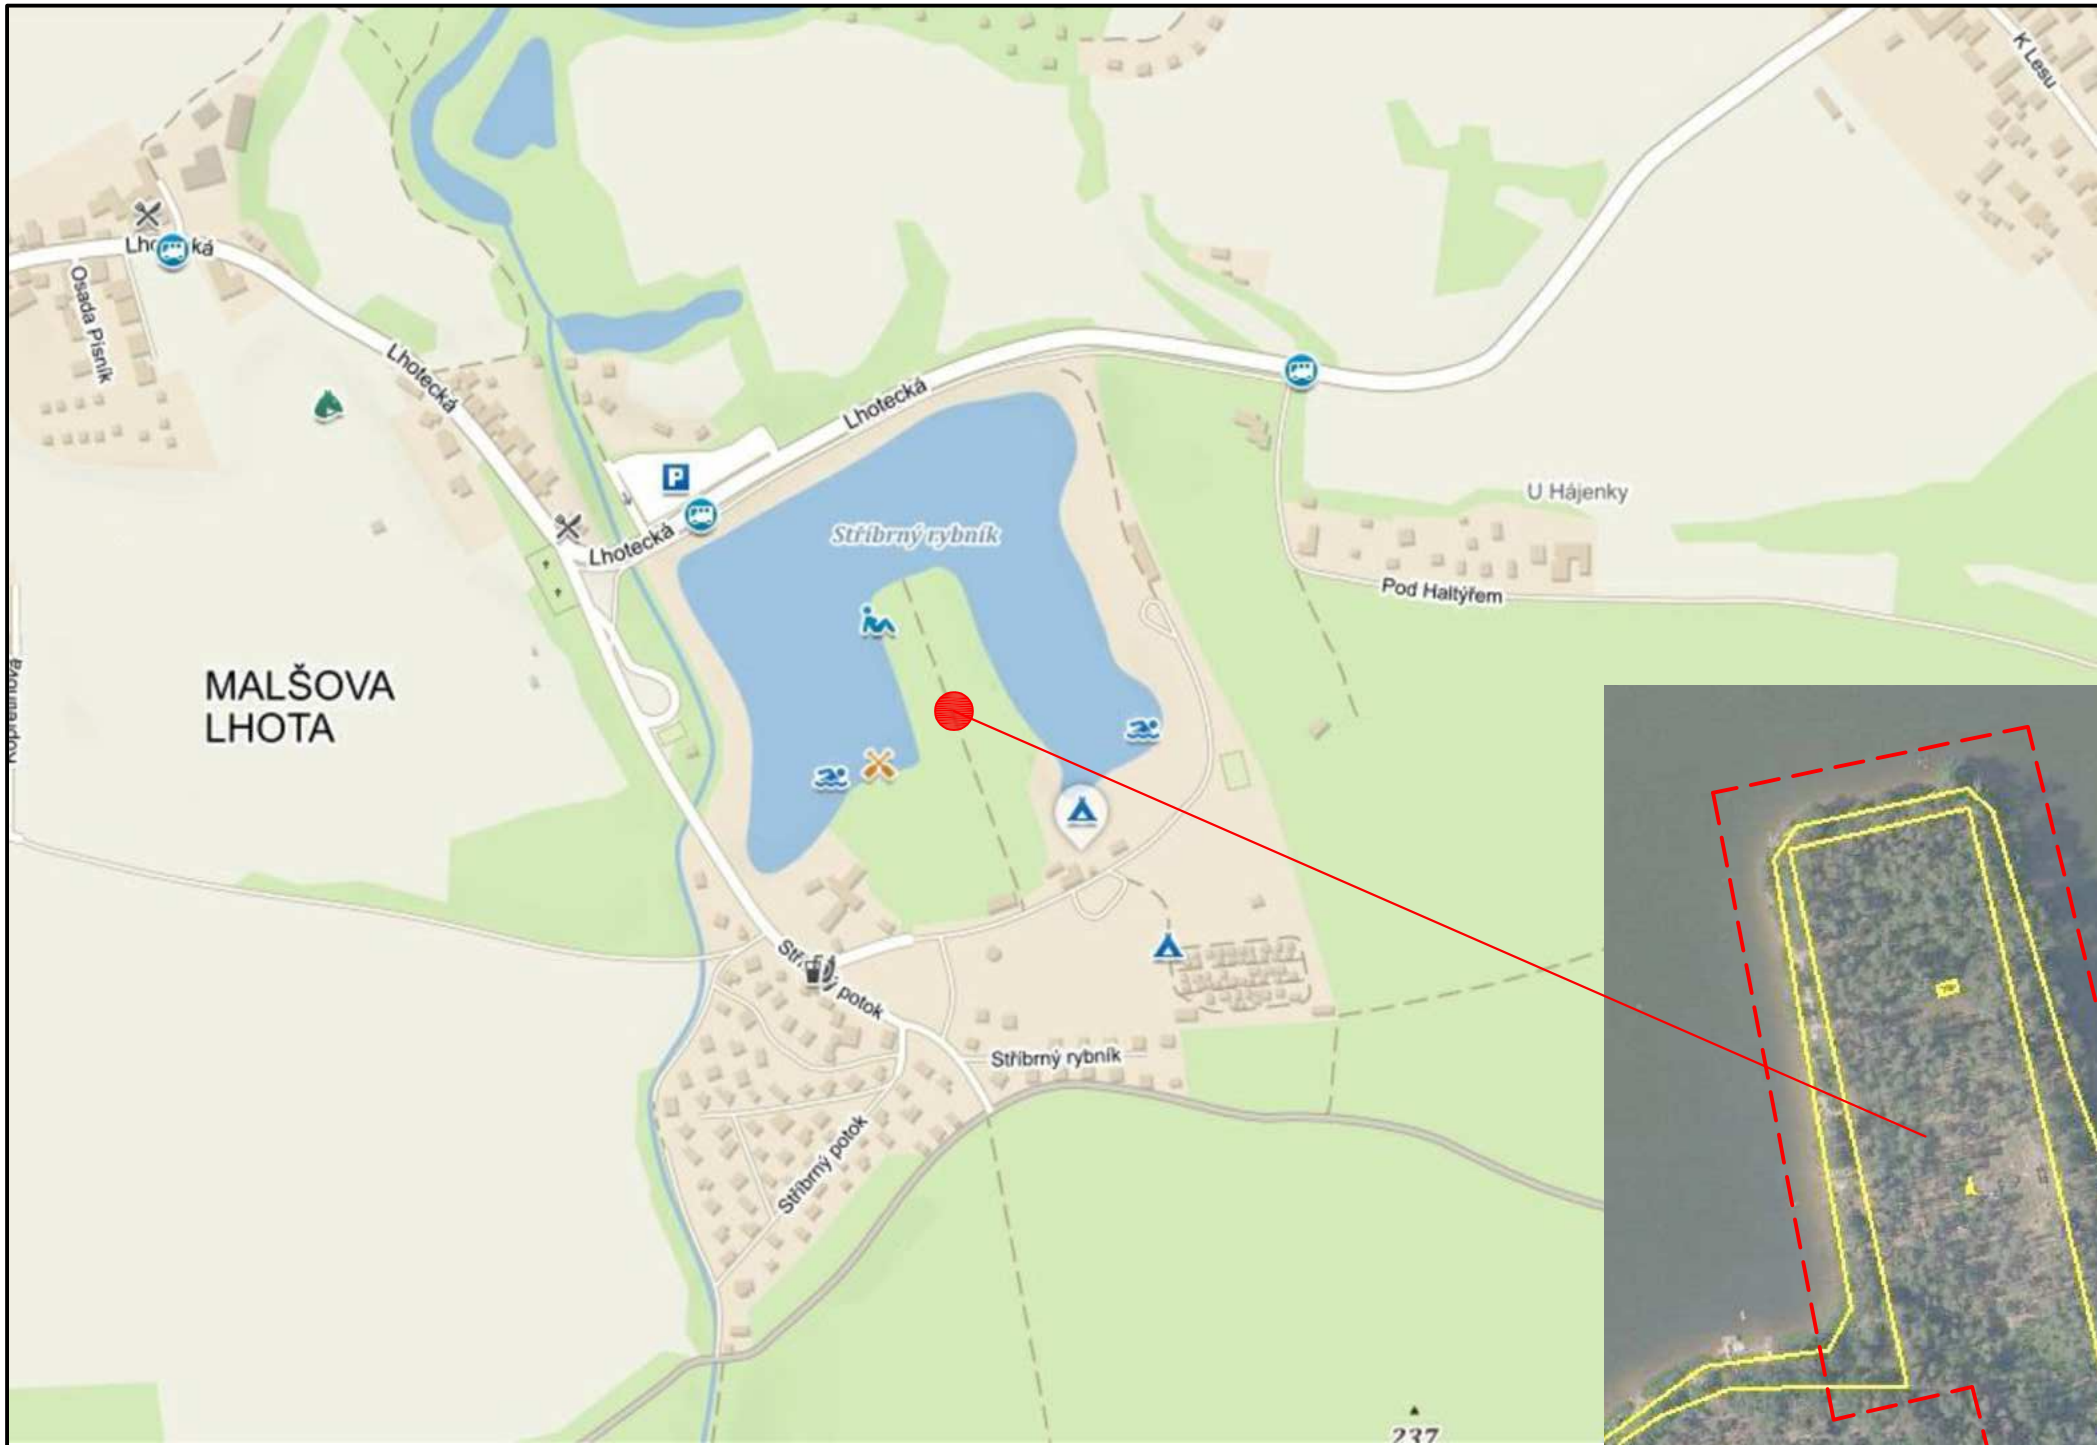 K Lesu
Lhotecká
Osada Písník
Lhotecká
Lhotecká
P
Lhotecká
Stříbrný rybník
U Hájenky
Pod Haltýřem
MALŠOVA
LHOTA
Stříbrný potok
Stříbrný rybník
Stříbrný potok
237